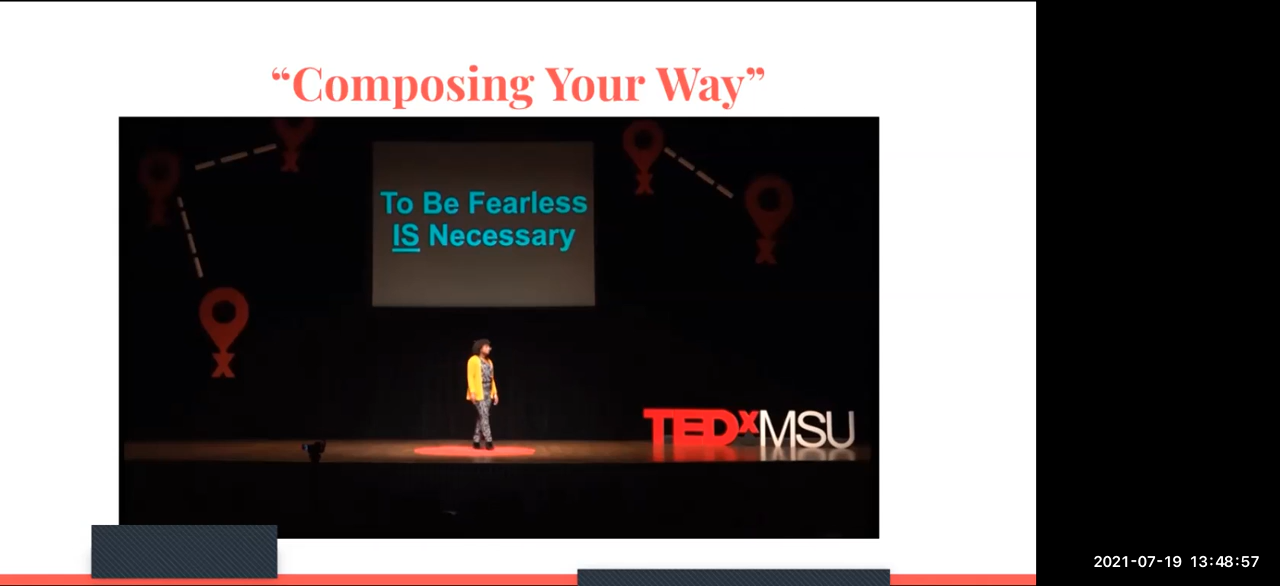 “Composing Your Way”
To Be Fearless
IS Necessary
TEDxMSU
2021-07-19 13:48:57